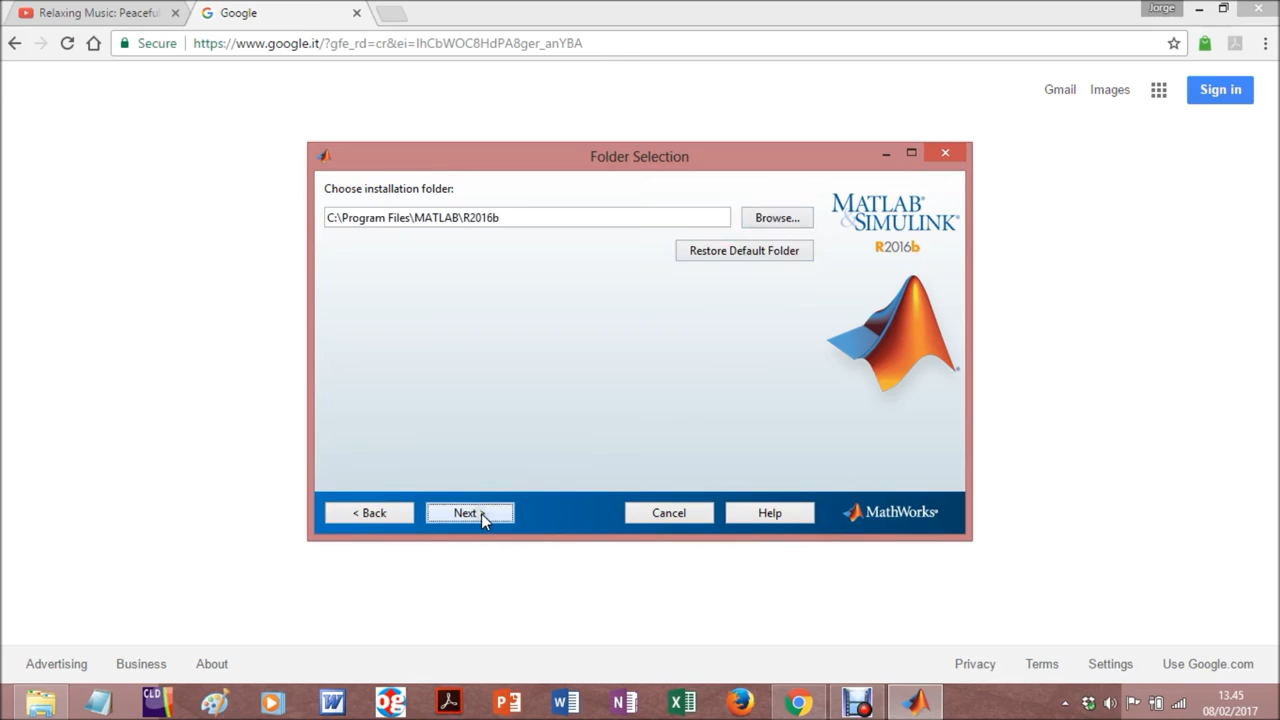 Relaxing Music: Peaceful
Google
Jorge
Secure
https://www.google.it/?gfe_rd=cr&ei=IhCbWOC8HdPA8ger_anYBA
Gmail
Images
Sign in
Folder Selection
Choose installation folder:
C:\Program Files\MATLAB\R2016b
Browse...
Restore Default Folder
MATLAB®
&SIMULINK®
R2016b
®
< Back
Next >
Cancel
Help
MathWorks®
Advertising
Business
About
Privacy
Terms
Settings
Use Google.com
CLD
og
13.45
08/02/2017